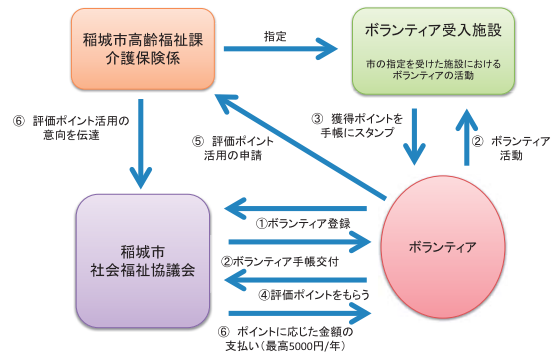 稲城市高齢福祉課
介護保険係
指定
ボランティア受入施設
市の指定を受けた施設における
ボランティアの活動
⑥ 評価ポイント活用の
意向を伝達
⑤ 評価ポイント
活用の申請
③ 獲得ポイントを
手帳にスタンプ
② ボランティア
活動
稲城市
社会福祉協議会
①ボランティア登録
②ボランティア手帳交付
④評価ポイントをもらう
⑥ ポイントに応じた金額の
支払い(最高5000円/年)
ボランティア